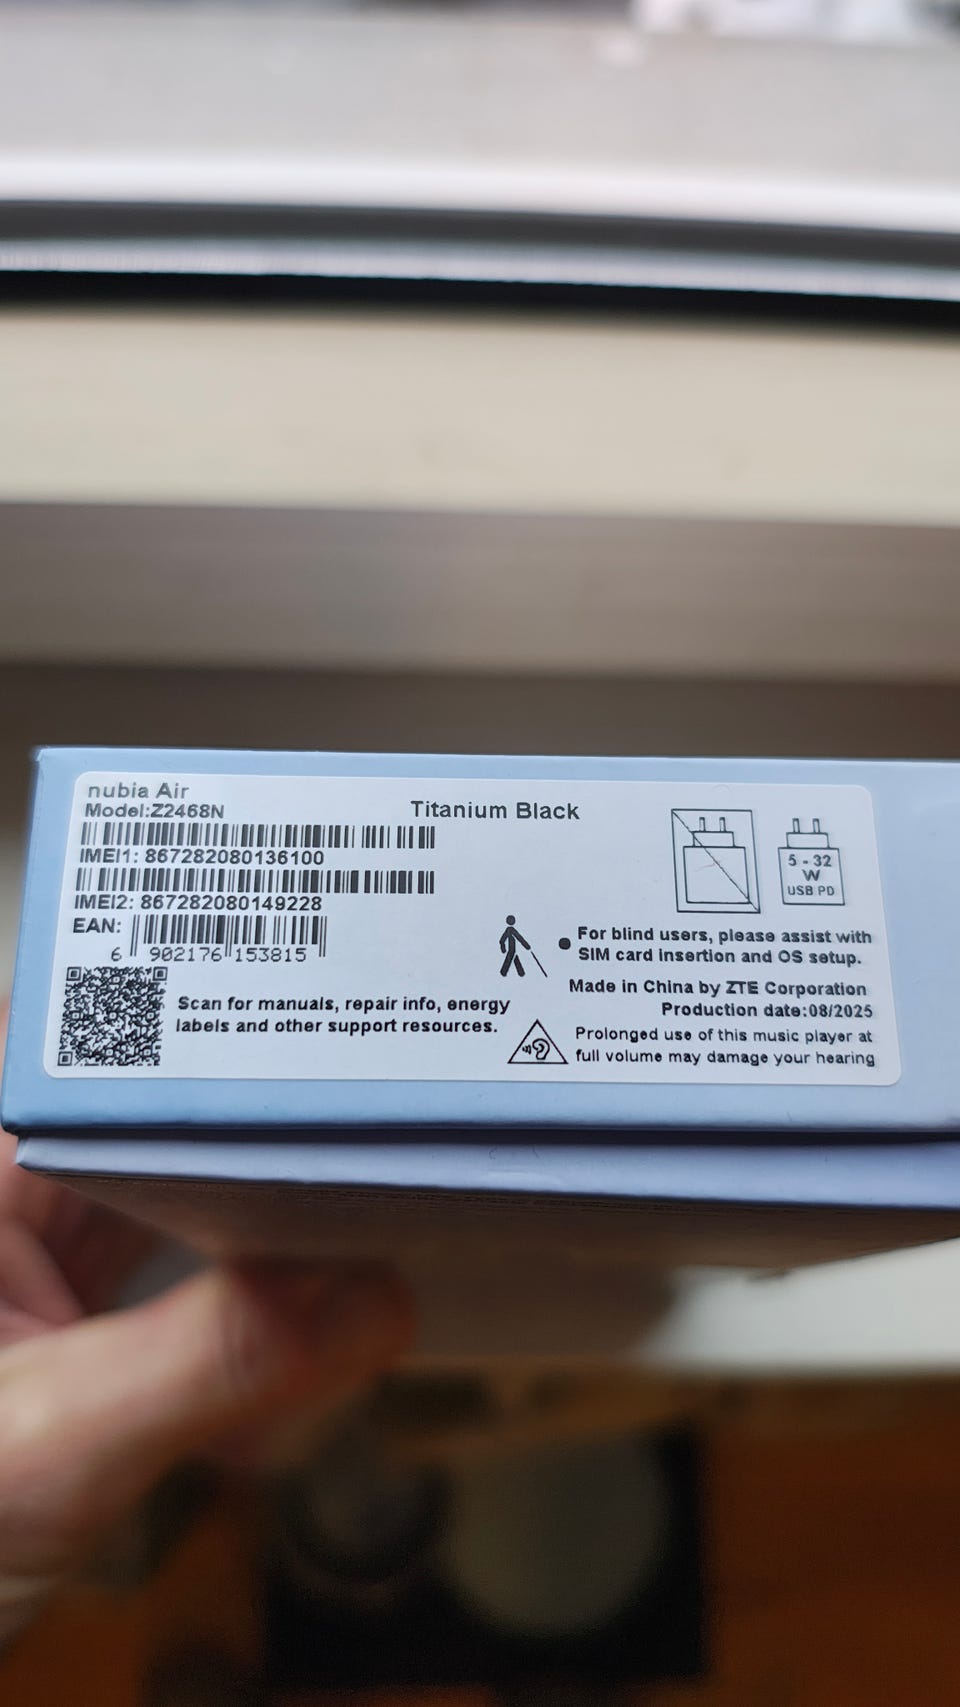 nubia Air
Model:Z2468N
Titanium Black
IMEI1: 867282080136100
IMEI2: 867282080149228
EAN:
6 902176 153815
Scan for manuals, repair info, energy
labels and other support resources.
5 - 32
W
USB PD
For blind users, please assist with
SIM card insertion and OS setup.
Made in China by ZTE Corporation
Production date:08/2025
Prolonged use of this music player at
full volume may damage your hearing